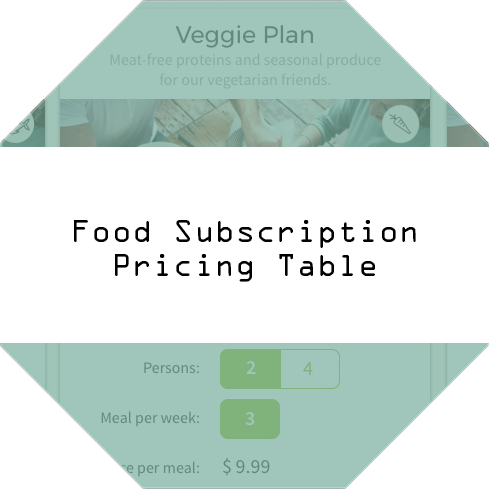 Veggie Plan
Meat-free proteins and seasonal produce
for our vegetarian friends.
Food Subscription
Pricing Table
Persons: 2 4
Meal per week: 3
per meal: $ 9.99